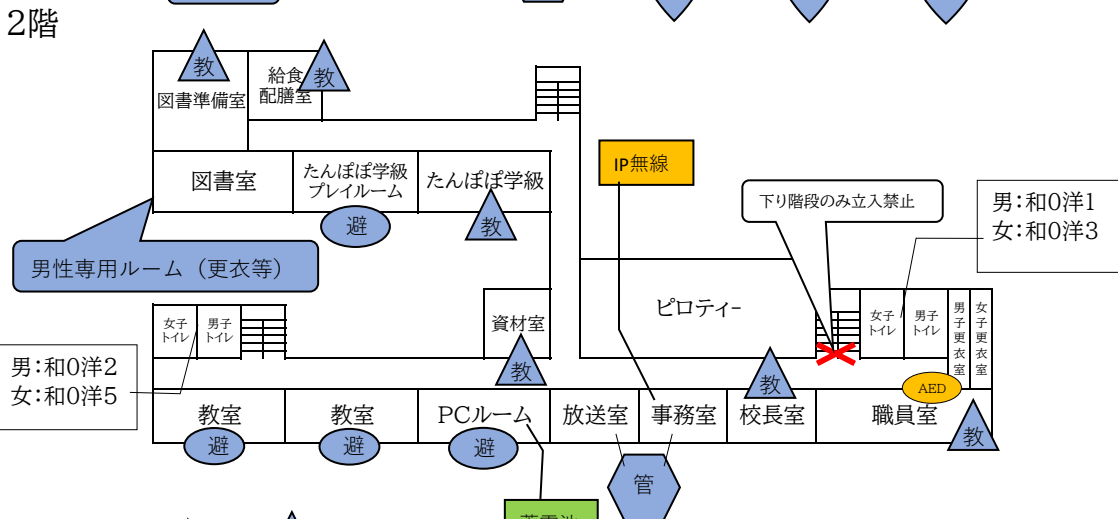 2階
教
教
図書準備室
給食
配膳室
IP無線
図書室
たんぽぽ学級
プレイルーム
たんぽぽ学級
下り階段のみ立入禁止
男:和0洋1
女:和0洋3
避
教
男性専用ルーム（更衣等）
女子
トイレ
男子
トイレ
資材室
ピロティー
女子
トイレ
男子
トイレ
男子更衣室
女子更衣室
男:和0洋2
女:和0洋5
教
教
AED
教室
教室
PCルーム
放送室
事務室
校長室
職員室
避
避
避
教
管